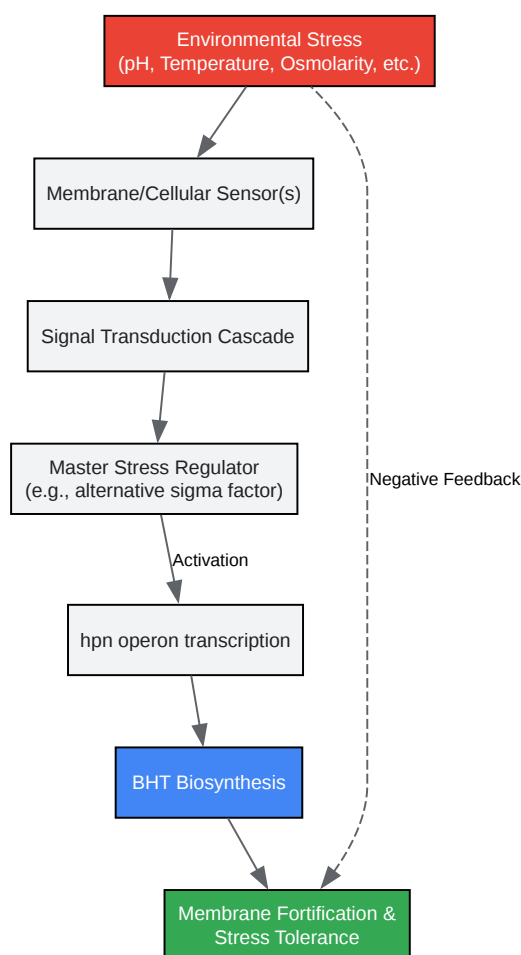 Environmental Stress
(pH, Temperature, Osmolarity, etc.)
Membrane/Cellular Sensor(s)
Signal Transduction Cascade
Master Stress Regulator
(e.g., alternative sigma factor)
Negative Feedback
Activation
hpn operon transcription
BHT Biosynthesis
Membrane Fortification &
Stress Tolerance